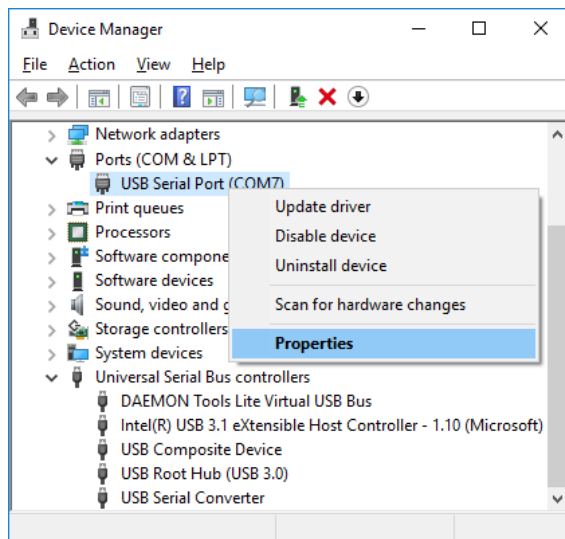 Device Manager
File Action View Help
Network adapters
Ports (COM & LPT)
USB Serial Port (COM7)
Print queues
Processors
Software compone
Software devices
Sound, video and g
Storage controllers
System devices
Update driver
Disable device
Uninstall device
Scan for hardware changes
Properties
Universal Serial Bus controllers
DAEMON Tools Lite Virtual USB Bus
Intel(R) USB 3.1 eXtensible Host Controller - 1.10 (Microsoft)
USB Composite Device
USB Root Hub (USB 3.0)
USB Serial Converter